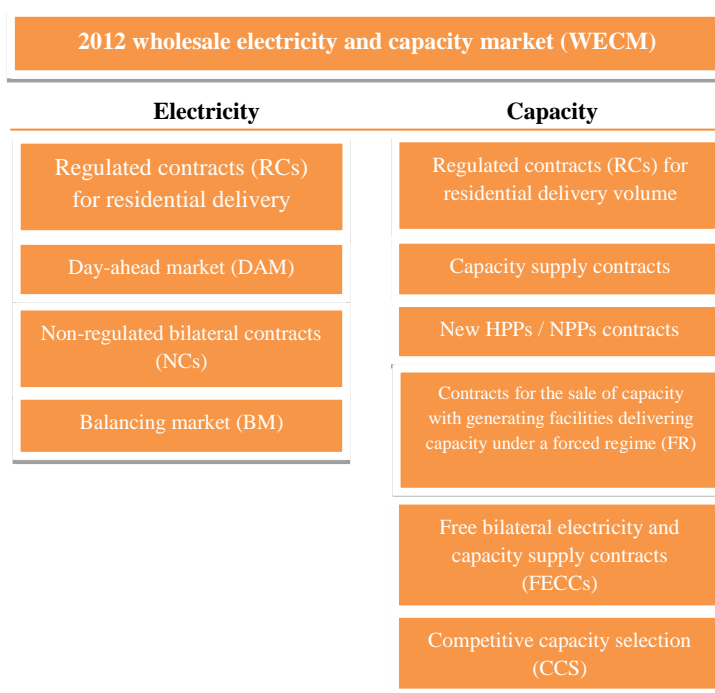 2012 wholesale electricity and capacity market (WECM)
Electricity
Regulated contracts (RCs)
for residential delivery
Day-ahead market (DAM)
Non-regulated bilateral contracts
(NCs)
Balancing market (BM)
Capacity
Regulated contracts (RCs) for
residential delivery volume
Capacity supply contracts
New HPPs / NPPs contracts
Contracts for the sale of capacity
with generating facilities delivering
capacity under a forced regime (FR)
Free bilateral electricity and
capacity supply contracts
(FECCs)
Competitive capacity selection
(CCS)